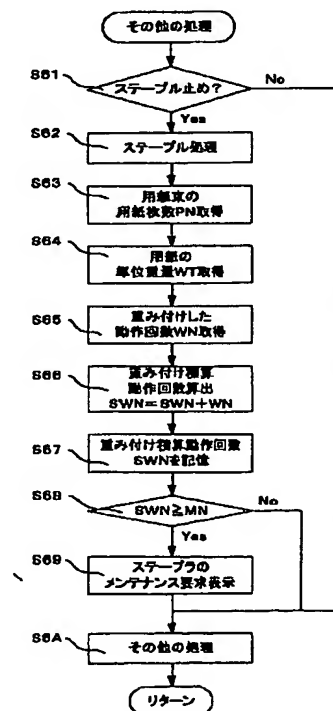 その他の処理
S61
ステープル止め?
No
Yes
S62
ステープル処理
S63
用紙束の
用紙枚数PN取得
S64
用紙の
単位重量WT取得
S65
重み付けした
動作回数WN取得
S66
重み付け積算
動作回数算出
SWN=SWN+WN
S67
重み付け積算動作回数
SWNを記憶
S68
SWN≧MN
No
Yes
S69
ステープラの
メンテナンス要求表示
S6A
その他の処理
リターン